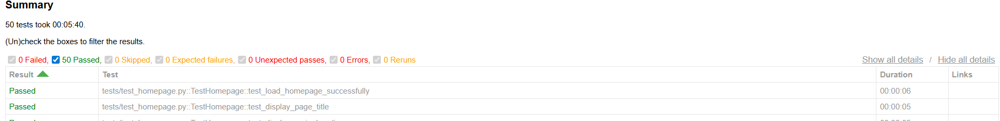 Summary
50 tests took 00:05:40.
(Un)check the boxes to filter the results.
0 Failed, 50 Passed, 0 Skipped, 0 Expected failures, 0 Unexpected passes, 0 Errors, 0 Reruns
Show all details / Hide all details
Result Test Duration Links
Passed tests/test_homepage.py::TestHomepage::test_load_homepage_successfully 00:00:06
Passed tests/test_homepage.py::TestHomepage::test_display_page_title 00:00:05